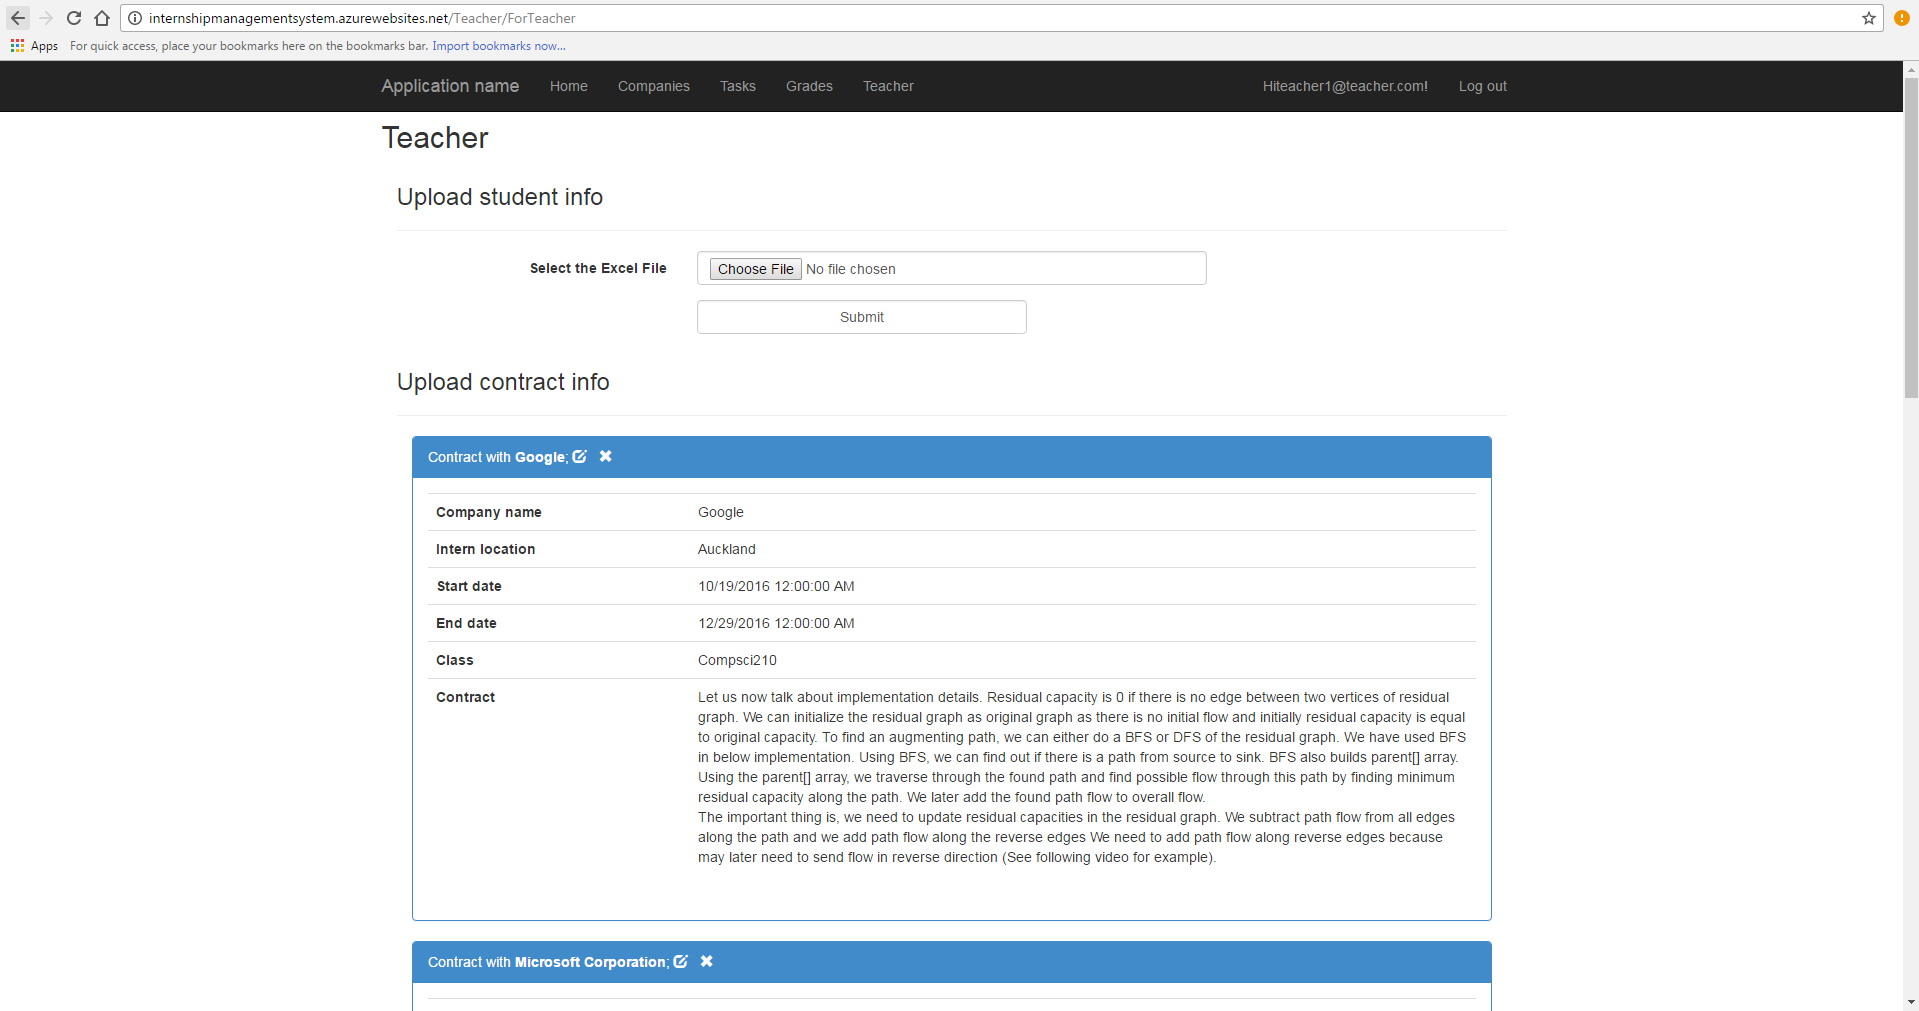 internshipmanagementsystem.azurewebsites.net/Teacher/ForTeacher
Apps For quick access, place your bookmarks here on the bookmarks bar. Import bookmarks now...
Application name Home Companies Tasks Grades Teacher Hiteacher1@teacher.com! Log out
Teacher
Upload student info
Select the Excel File Choose File No file chosen
Submit
Upload contract info
Contract with Google;
Company name Google
Intern location Auckland
Start date 10/19/2016 12:00:00 AM
End date 12/29/2016 12:00:00 AM
Class Compsci210
Contract Let us now talk about implementation details. Residual capacity is 0 if there is no edge between two vertices of residual
graph. We can initialize the residual graph as original graph as there is no initial flow and initially residual capacity is equal
to original capacity. To find an augmenting path, we can either do a BFS or DFS of the residual graph. We have used BFS
in below implementation. Using BFS, we can find out if there is a path from source to sink. BFS also builds parent[] array.
Using the parent[] array, we traverse through the found path and find possible flow through this path by finding minimum
residual capacity along the path. We later add the found path flow to overall flow.
The important thing is, we need to update residual capacities in the residual graph. We subtract path flow from all edges
along the path and we add path flow along the reverse edges We need to add path flow along reverse edges because
may later need to send flow in reverse direction (See following video for example).
Contract with Microsoft Corporation;